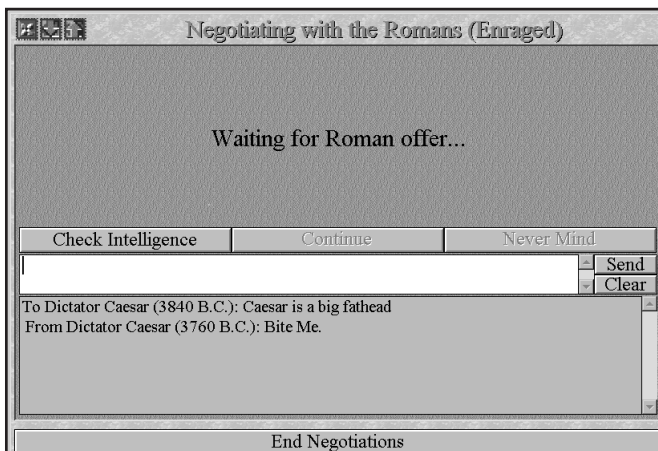 Negotiating with the Romans (Enraged)
Waiting for Roman offer...
Check Intelligence Continue Never Mind
Send
Clear
To Dictator Caesar (3840 B.C.): Caesar is a big fathead
From Dictator Caesar (3760 B.C.): Bite Me.
End Negotiations